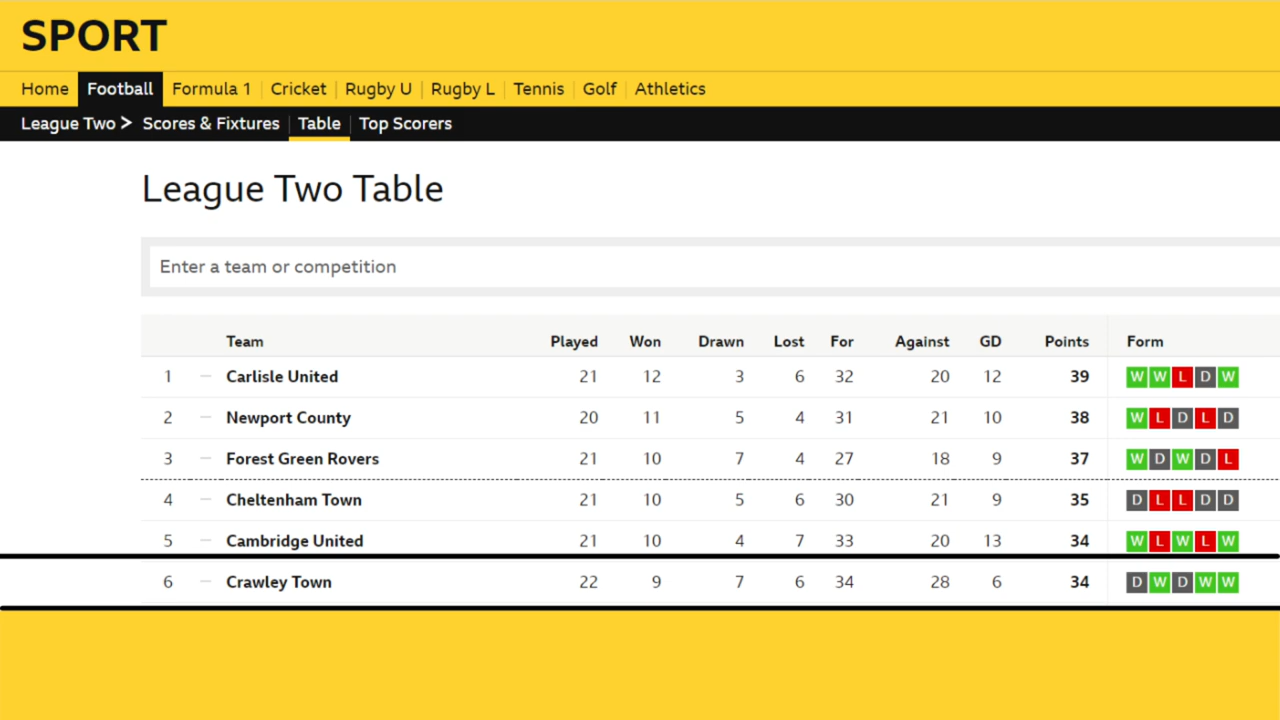 SPORT
Home Football Formula 1 Cricket Rugby U Rugby L Tennis Golf Athletics
League Two > Scores & Fixtures Table Top Scorers
League Two Table
Enter a team or competition
Team Played Won Drawn Lost For Against GD Points Form
1 Carlisle United 21 12 3 6 32 20 12 39 W W L D W
2 Newport County 20 11 5 4 31 21 10 38 W L D L D
3 Forest Green Rovers 21 10 7 4 27 18 9 37 W D W D L
4 Cheltenham Town 21 10 5 6 30 21 9 35 D L L D D
5 Cambridge United 21 10 4 7 33 20 13 34 W L W L W
6 Crawley Town 22 9 7 6 34 28 6 34 D W D W W